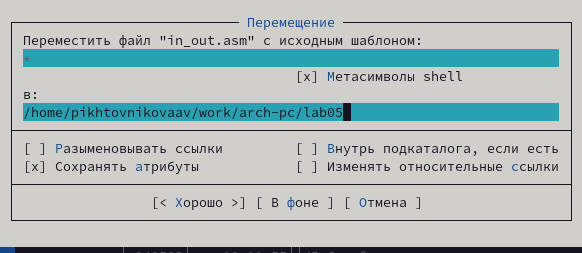 Перемещение
Переместить файл "in_out.asm" с исходным шаблоном:
*
[x] Метасимволы shell
в:
/home/pikhtovnikovaav/work/arch-pc/lab05
[ ] Разыменовывать ссылки [ ] Внутрь подкаталога, если есть
[x] Сохранять атрибуты [ ] Изменять относительные ссылки
[< Хорошо >] [ В фоне ] [ Отмена ]